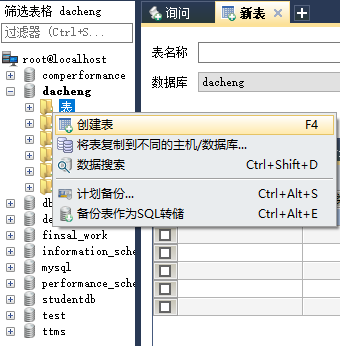 筛选表格 dacheng
过滤器 (Ctrl+S...
root@localhost
comperformance
dacheng
表
finsal_work
information_sche
mysql
performance_sche
studentdb
test
ttms
询问
新表
表名称
数据库
dacheng
创建表 F4
将表复制到不同的主机/数据库...
数据搜索 Ctrl+Shift+D
计划备份... Ctrl+Alt+S
备份表作为SQL转储 Ctrl+Alt+E